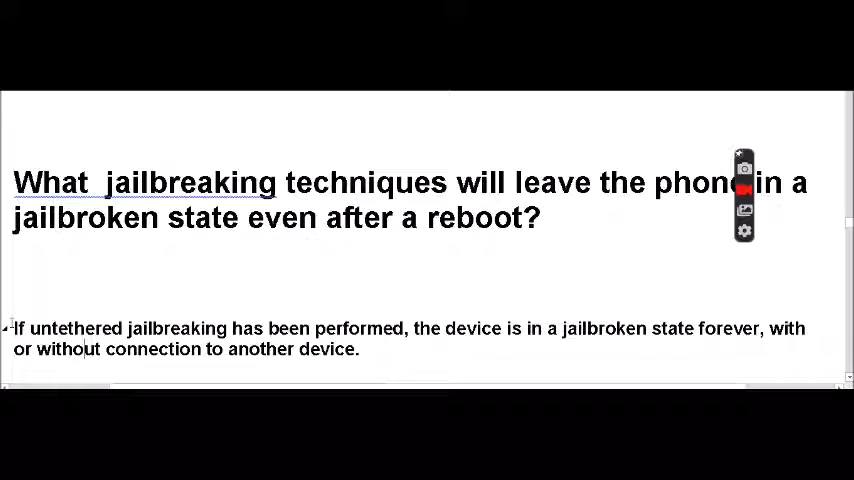 What  jailbreaking techniques will leave the phone in a
jailbroken state even after a reboot?
If untethered jailbreaking has been performed, the device is in a jailbroken state forever, with
or without connection to another device.